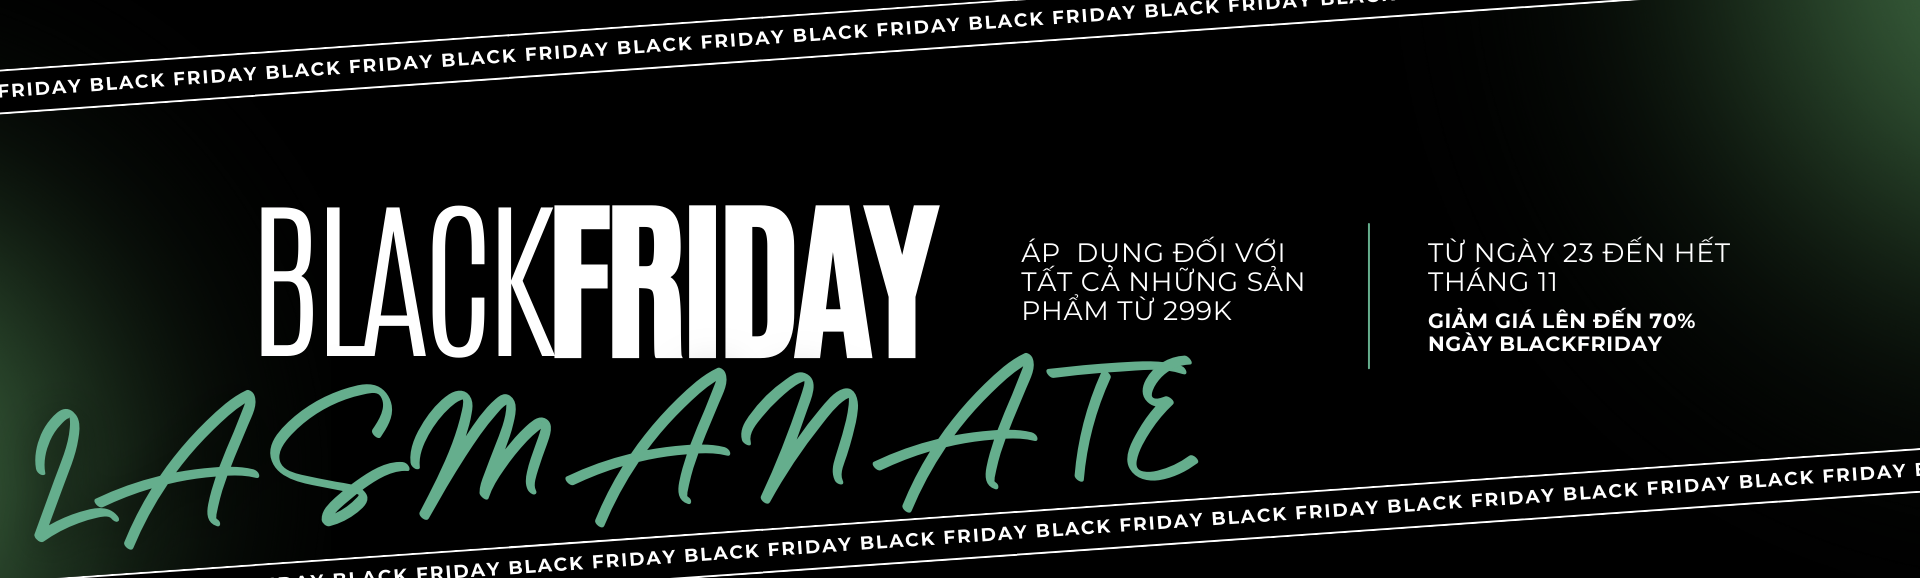 FRIDAY BLACK FRIDAY BLACK FRIDAY BLACK FRIDAY BLACK FRIDAY BLACK FRIDAY BLACK FRIDAY BLACK FRIDAY BLACK
BLACKFRIDAY
ÁP DỤNG ĐỐI VỚI
TẤT CẢ NHỮNG SẢN
PHẨM TỪ 299K
TỪ NGÀY 23 ĐẾN HẾT
THÁNG 11
GIẢM GIÁ LÊN ĐẾN 70%
NGÀY BLACKFRIDAY
LASMANATE
BLACK FRIDAY BLACK FRIDAY BLACK FRIDAY BLACK FRIDAY BLACK FRIDAY BLACK FRIDAY BLACK FRIDAY BLACK FRIDAY BLACK FRIDAY